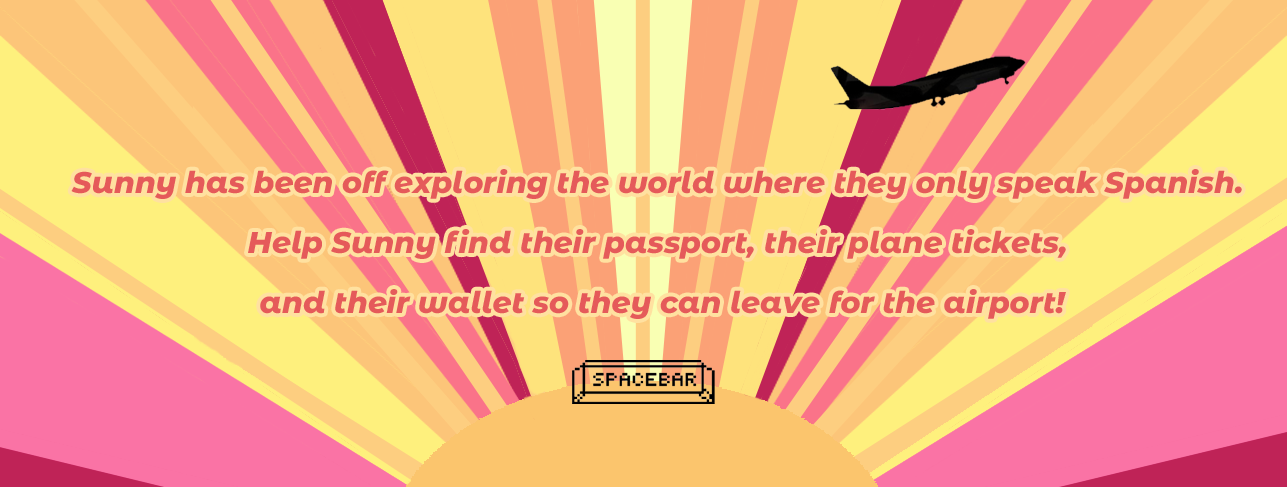 Sunny has been off exploring the world where they only speak Spanish.
Help Sunny find their passport, their plane tickets,
and their wallet so they can leave for the airport!
SPACEBAR